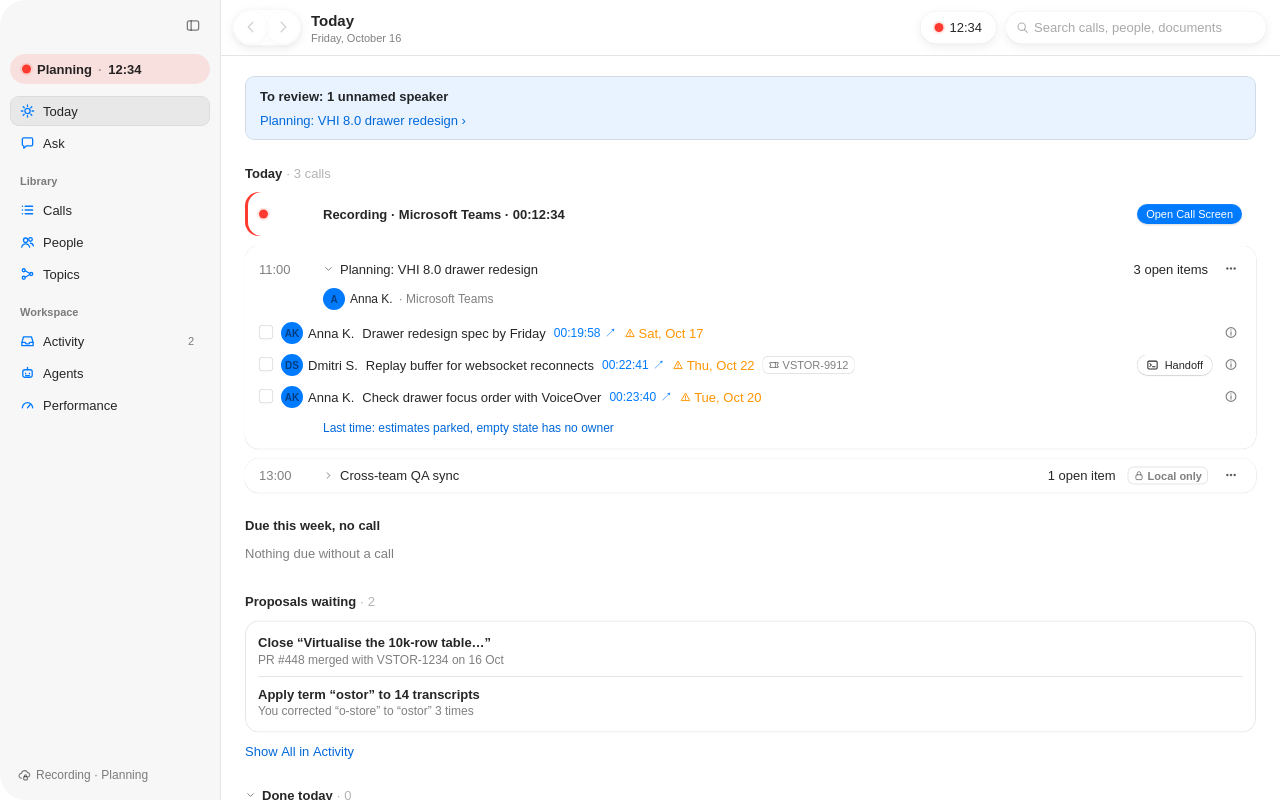 Planning · 12:34
Today
Ask
Library
Calls
People
Topics
Workspace
Activity 2
Agents
Performance
Recording · Planning
Today
Friday, October 16
12:34
Search calls, people, documents
To review: 1 unnamed speaker
Planning: VHI 8.0 drawer redesign ›
Today · 3 calls
Recording · Microsoft Teams · 00:12:34
Open Call Screen
11:00 Planning: VHI 8.0 drawer redesign 3 open items
A Anna K. · Microsoft Teams
AK Anna K. Drawer redesign spec by Friday 00:19:58 ↗ Sat, Oct 17
DS Dmitri S. Replay buffer for websocket reconnects 00:22:41 ↗ Thu, Oct 22 VSTOR-9912 Handoff
AK Anna K. Check drawer focus order with VoiceOver 00:23:40 ↗ Tue, Oct 20
Last time: estimates parked, empty state has no owner
13:00 Cross-team QA sync 1 open item Local only
Due this week, no call
Nothing due without a call
Proposals waiting · 2
Close “Virtualise the 10k-row table…”
PR #448 merged with VSTOR-1234 on 16 Oct
Apply term “ostor” to 14 transcripts
You corrected “o-store” to “ostor” 3 times
Show All in Activity
Done today · 0